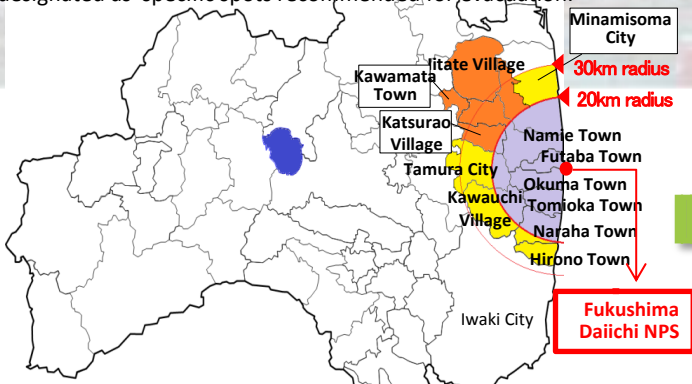 designated as "specific spots recommended for evacuation."
Minamisoma
City
Iitate Village
30km radius
Kawamata
Town
20km radius
Katsurao
Village
Namie Town
Futaba Town
Tamura City
Okuma Town
Kawauchi
Village
Tomioka Town
Naraha Town
Hirono Town
Iwaki City
Fukushima
Daiichi NPS